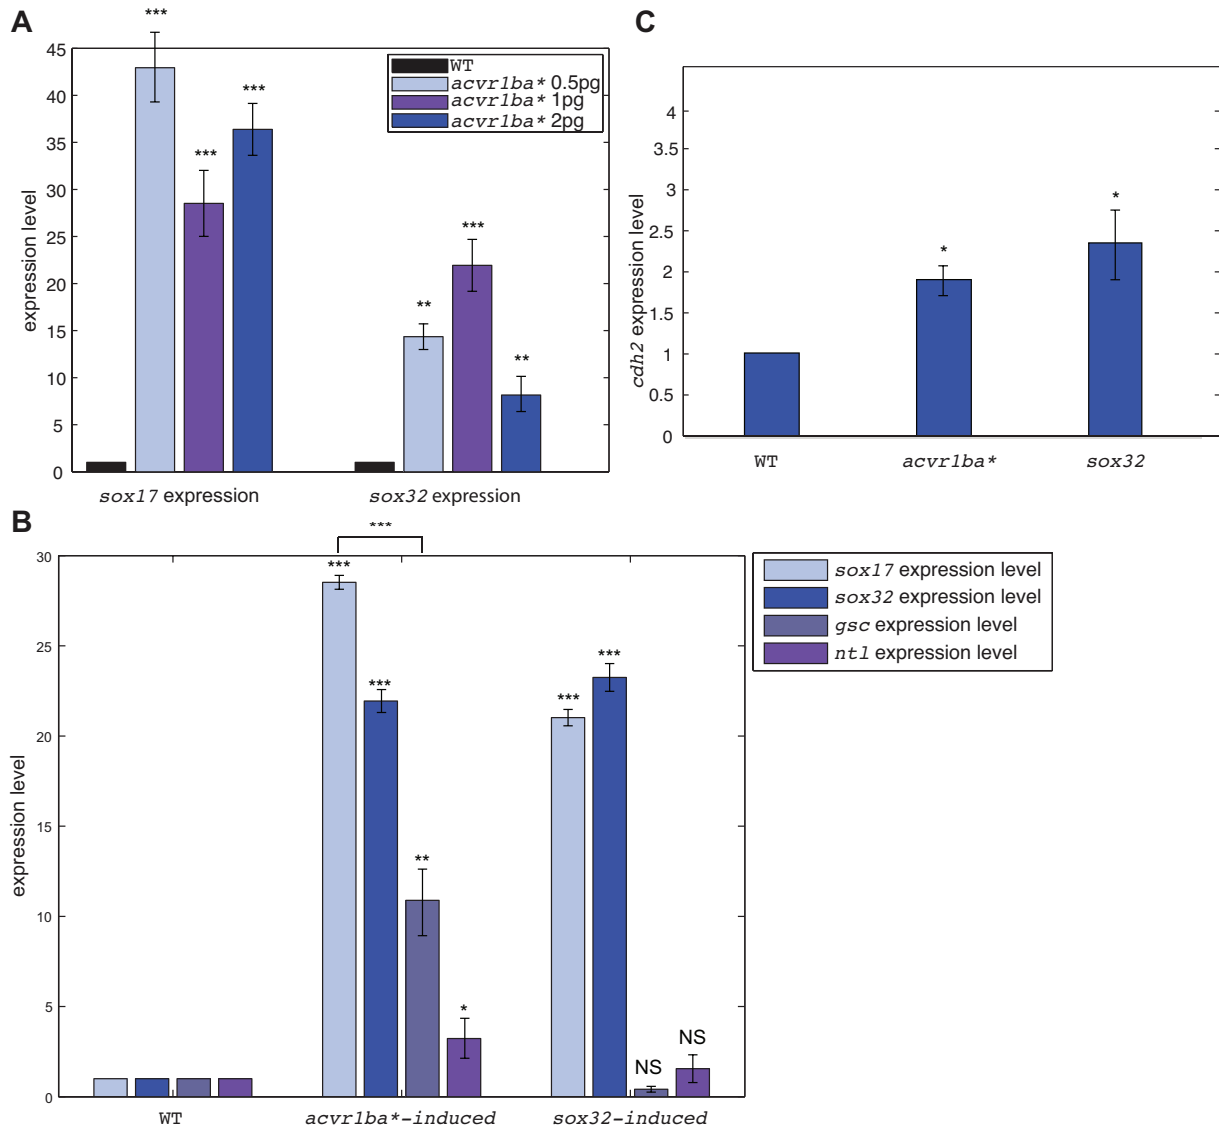 A
***
45
40
35
30
25
20
15
10
5
0
expression level
***
***
**
***
**
WT
acvr1ba* 0.5pg
acvr1ba* 1pg
acvr1ba* 2pg
sox17 expression
sox32 expression
C
4
3.5
3
2.5
2
1.5
1
0.5
0
cdh2 expression level
*
*
WT
acvr1ba*
sox32
B
***
30
25
20
15
10
5
0
expression level
***
***
**
*
***
***
NS
NS
WT
acvr1ba*-induced
sox32-induced
sox17 expression level
sox32 expression level
gsc expression level
ntl expression level